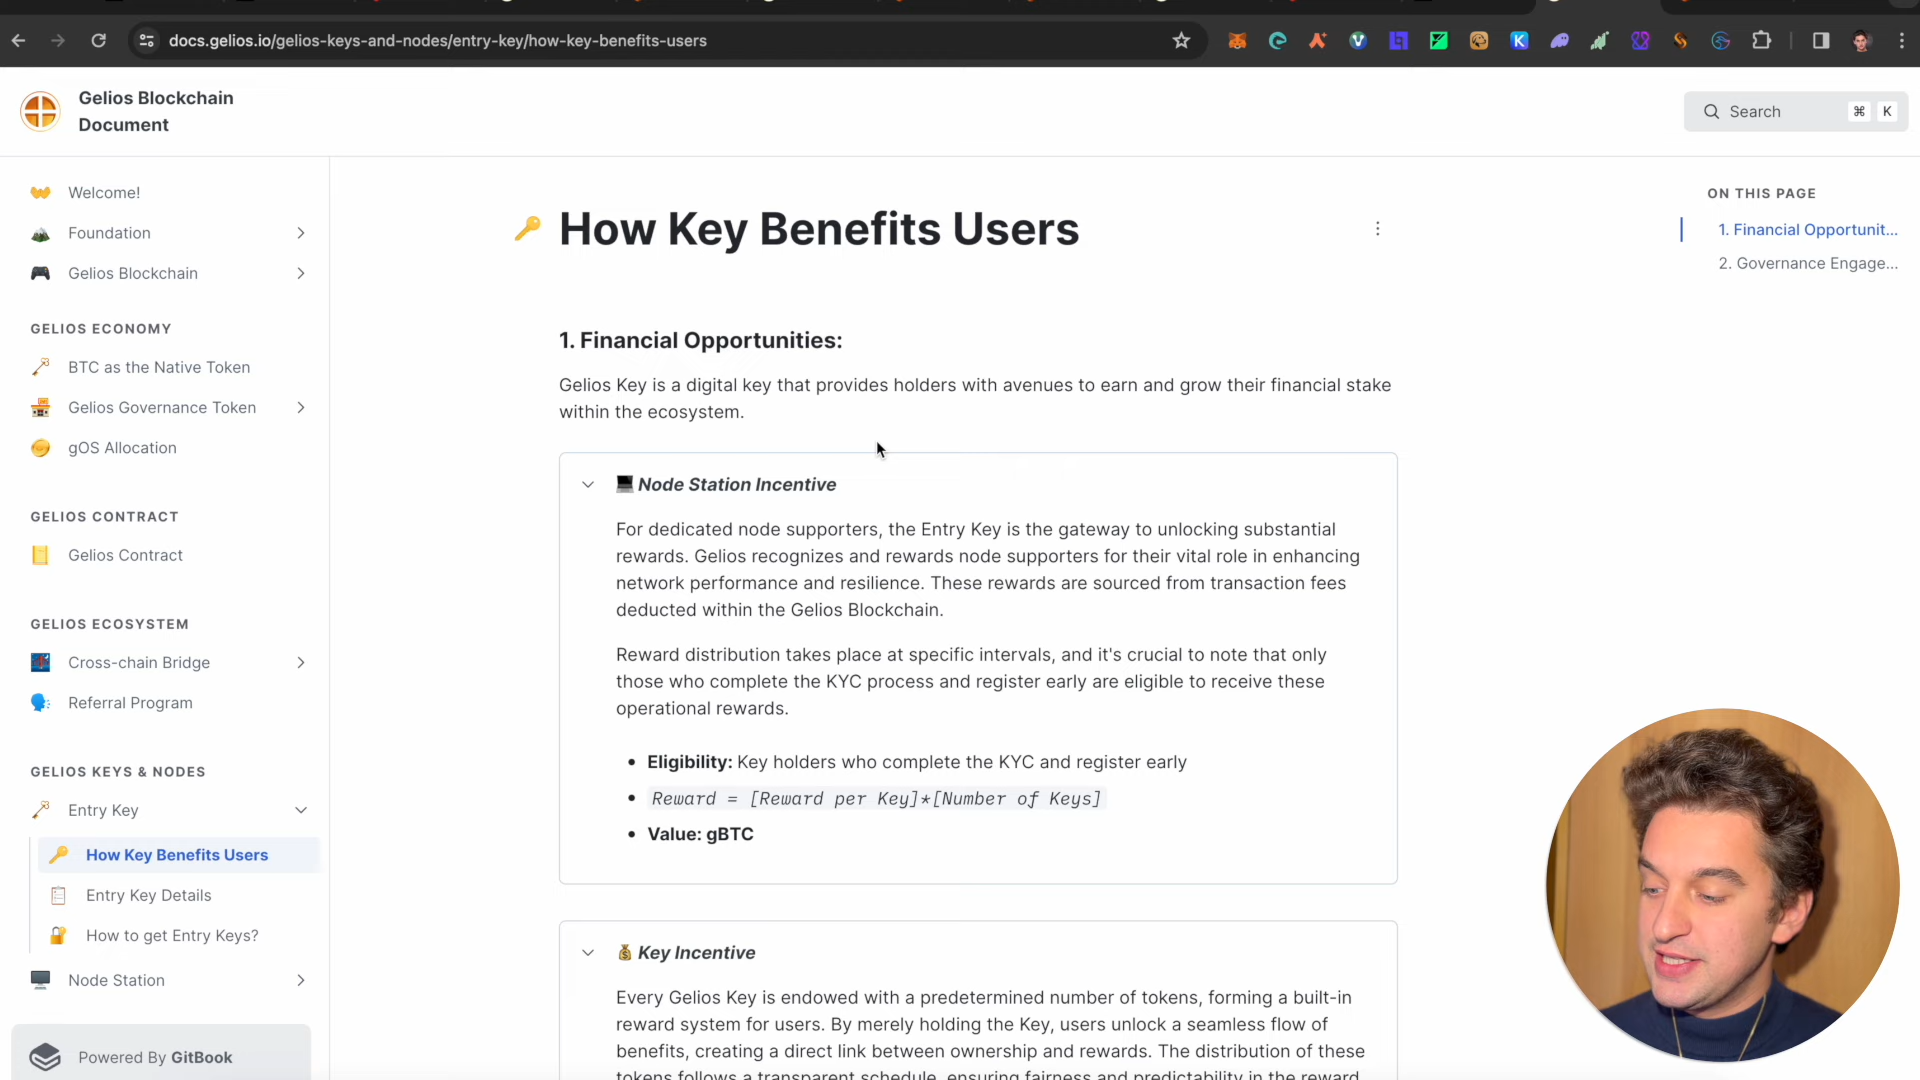 docs.gelios.io/gelios-keys-and-nodes/entry-key/how-key-benefits-users
Gelios Blockchain
Document
Search
⌘ K
Welcome!
Foundation
Gelios Blockchain
GELIOS ECONOMY
BTC as the Native Token
Gelios Governance Token
gOS Allocation
GELIOS CONTRACT
Gelios Contract
GELIOS ECOSYSTEM
Cross-chain Bridge
Referral Program
GELIOS KEYS & NODES
Entry Key
How Key Benefits Users
Entry Key Details
How to get Entry Keys?
Node Station
Powered By GitBook
How Key Benefits Users
1. Financial Opportunities:
Gelios Key is a digital key that provides holders with avenues to earn and grow their financial stake
within the ecosystem.
Node Station Incentive
For dedicated node supporters, the Entry Key is the gateway to unlocking substantial
rewards. Gelios recognizes and rewards node supporters for their vital role in enhancing
network performance and resilience. These rewards are sourced from transaction fees
deducted within the Gelios Blockchain.
Reward distribution takes place at specific intervals, and it's crucial to note that only
those who complete the KYC process and register early are eligible to receive these
operational rewards.
• Eligibility: Key holders who complete the KYC and register early
• Reward = [Reward per Key]*[Number of Keys]
• Value: gBTC
Key Incentive
Every Gelios Key is endowed with a predetermined number of tokens, forming a built-in
reward system for users. By merely holding the Key, users unlock a seamless flow of
benefits, creating a direct link between ownership and rewards. The distribution of these
tokens follows a transparent schedule, ensuring fairness and predictability in the reward
ON THIS PAGE
1. Financial Opportunit...
2. Governance Engage...